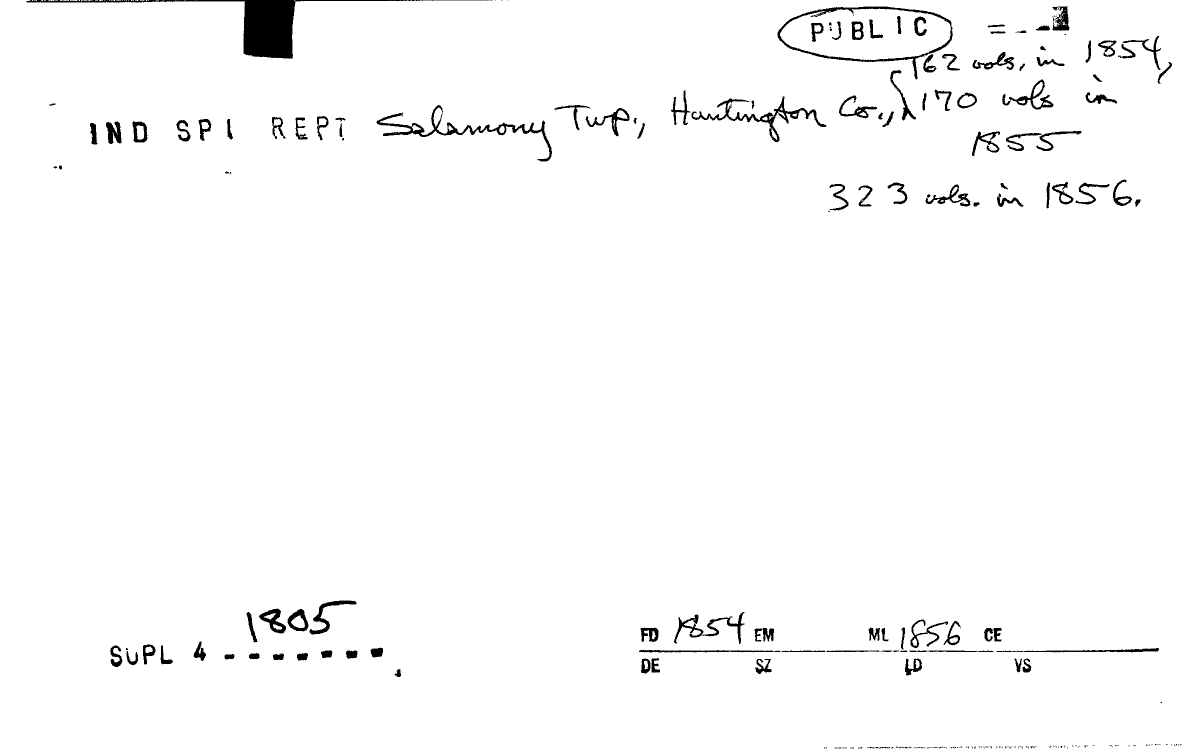 PUBLIC
162 vols, in 1854,
IND SPI REPT Salamony Twp., Huntington Co., 170 vols in
1855
323 vols. in 1856.
1805
SUPL 4
FD 1854 EM ML 1856 CE
DE SZ LD VS